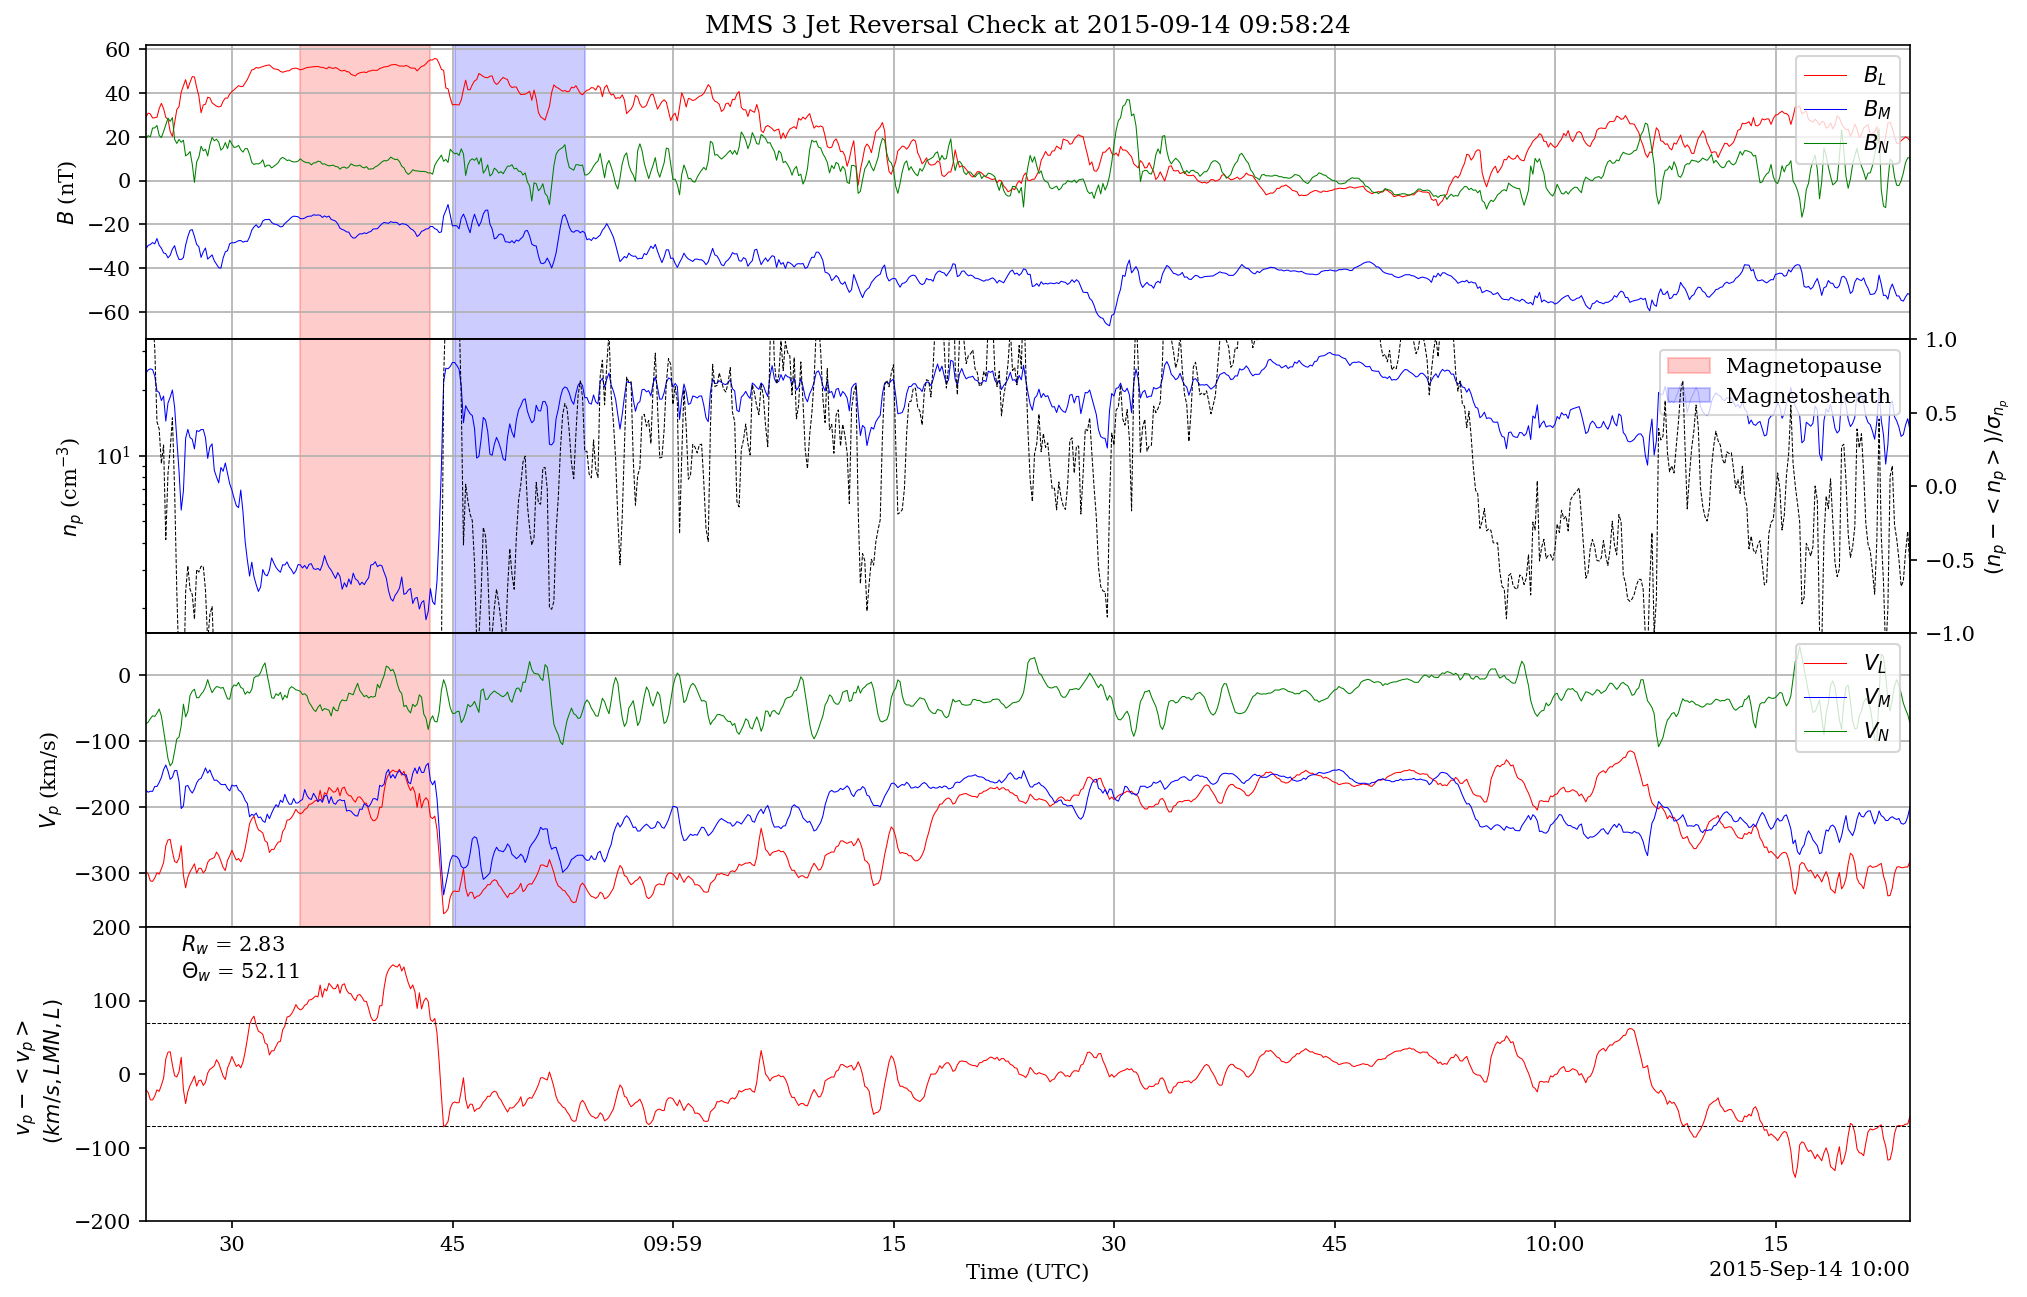 MMS 3 Jet Reversal Check at 2015-09-14 09:58:24
60
40
20
0
−20
−40
−60
B (nT)
B_L
B_M
B_N
10^1
n_p (cm^−3)
1.0
0.5
0.0
−0.5
−1.0
(n_p − < n_p >)/σ_{n_p}
Magnetopause
Magnetosheath
0
−100
−200
−300
V_p (km/s)
V_L
V_M
V_N
200
100
0
−100
−200
v_p − < v_p >
(km/s, LMN, L)
R_w = 2.83
Θ_w = 52.11
30 45 09:59 15 30 45 10:00 15
Time (UTC)
2015-Sep-14 10:00